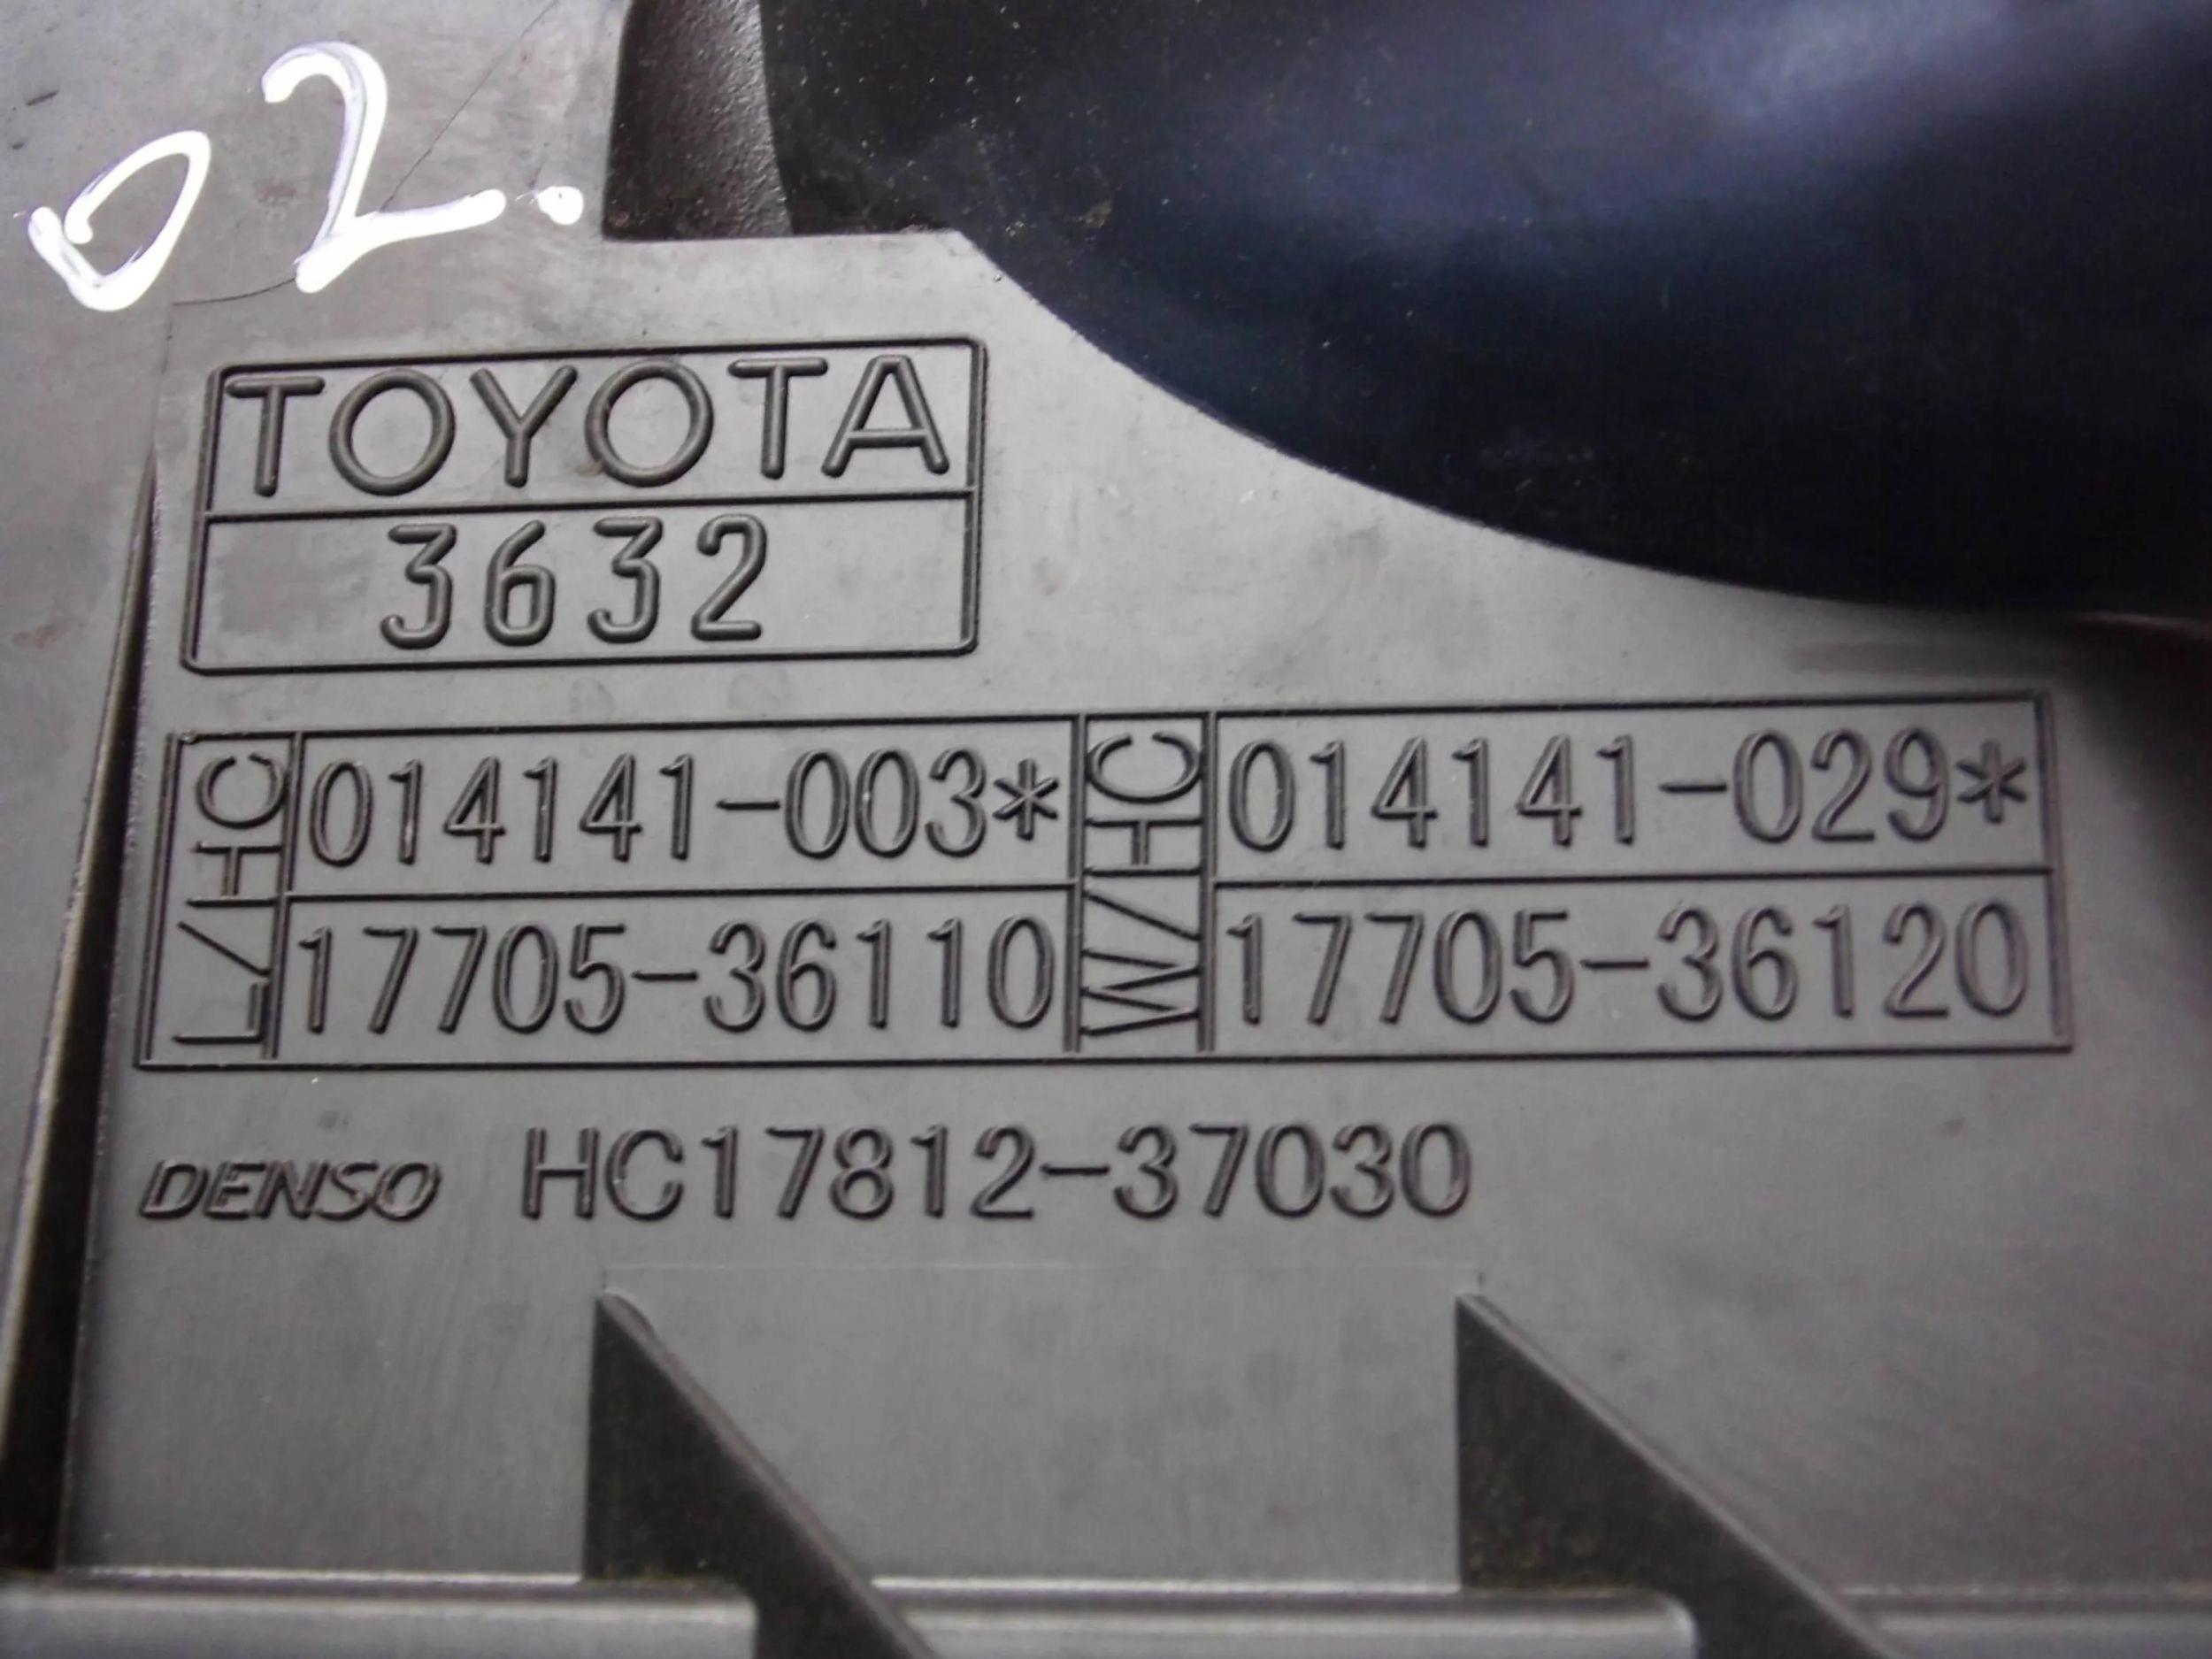 02.
TOYOTA
3632
L/HC 014141-003* W/HC 014141-029*
17705-36110 17705-36120
DENSO HC17812-37030